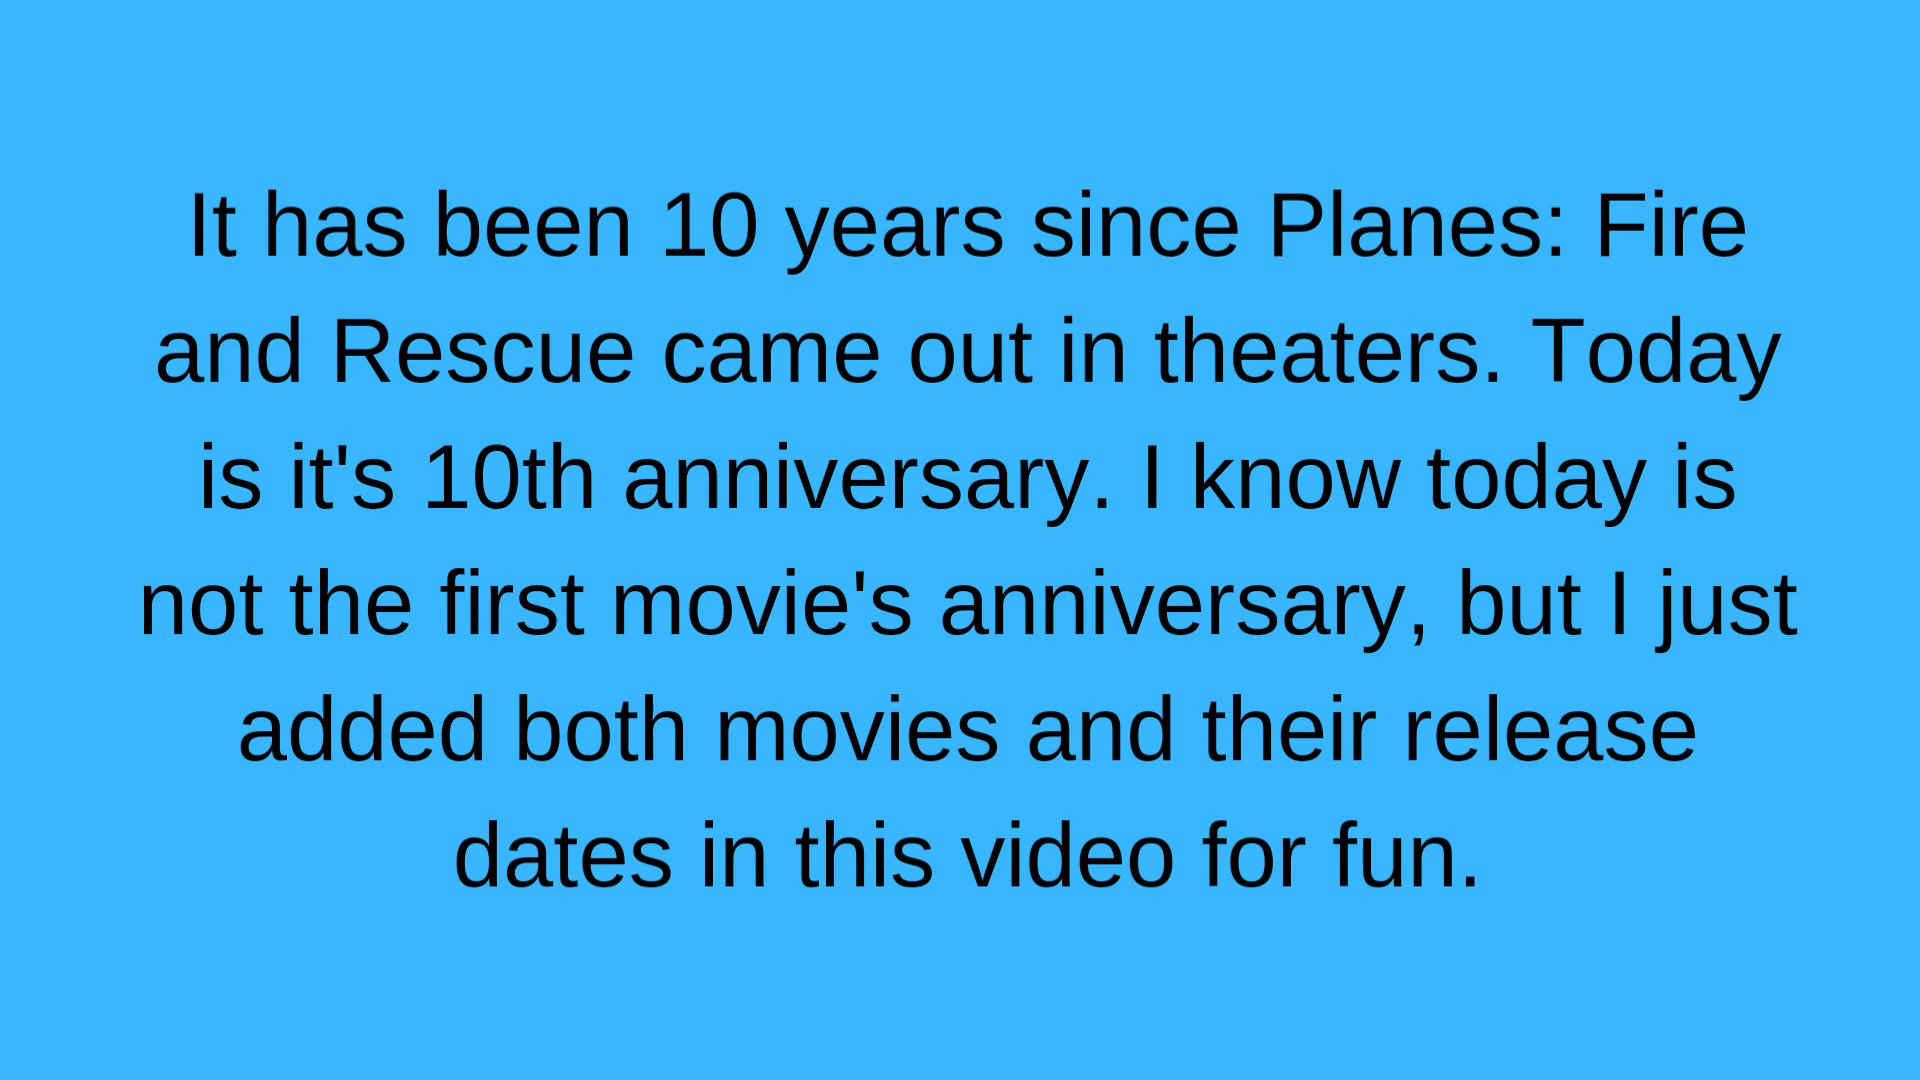 It has been 10 years since Planes: Fire
and Rescue came out in theaters. Today
is it's 10th anniversary. I know today is
not the first movie's anniversary, but I just
added both movies and their release
dates in this video for fun.